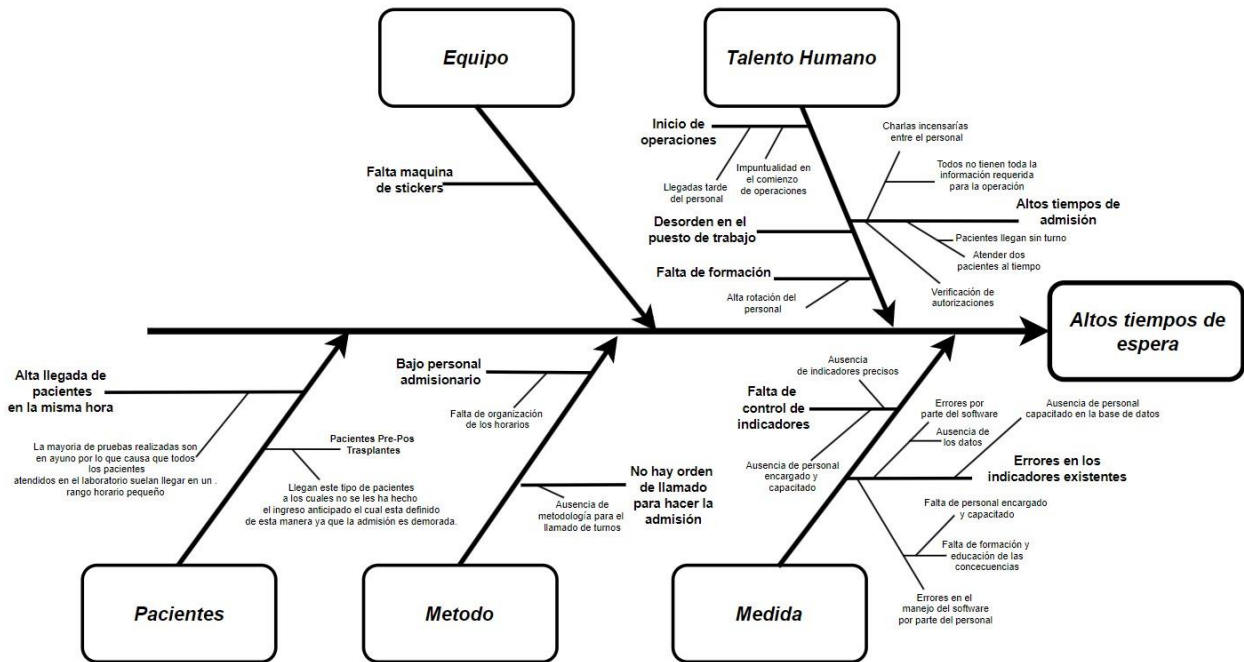 Equipo
Talento Humano
Falta maquina
de stickers
Inicio de
operaciones
Llegadas tarde
del personal
Impuntualidad en
el comienzo
de operaciones
Desorden en el
puesto de trabajo
Falta de formación
Alta rotación del
personal
Charlas incensarías
entre el personal
Todos no tienen toda la
información requerida
para la operación
Altos tiempos de
admisión
Pacientes llegan sin turno
Atender dos
pacientes al tiempo
Verificación de
autorizaciones
Altos tiempos de
espera
Alta llegada de
pacientes
en la misma hora
La mayoria de pruebas realizadas son
en ayuno por lo que causa que todos
los pacientes
atendidos en el laboratorio suelan llegar en un .
rango horario pequeño
Pacientes Pre-Pos
Trasplantes
Llegan este tipo de pacientes
a los cuales no se les ha hecho
el ingreso anticipado el cual esta definido
de esta manera ya que la admisión es demorada.
Bajo personal
admisionario
Falta de organización
de los horarios
No hay orden
de llamado
para hacer la
admisión
Ausencia de
metodología para el
llamado de turnos
Ausencia
de indicadores precisos
Falta de
control de
indicadores
Ausencia de personal
encargado y
capacitado
Errores por
parte del software
Ausencia de
los datos
Ausencia de personal
capacitado en la base de datos
Errores en los
indicadores existentes
Falta de personal encargado
y capacitado
Falta de formación y
educación de las
concecuencias
Errores en el
manejo del software
por parte del personal
Pacientes
Metodo
Medida